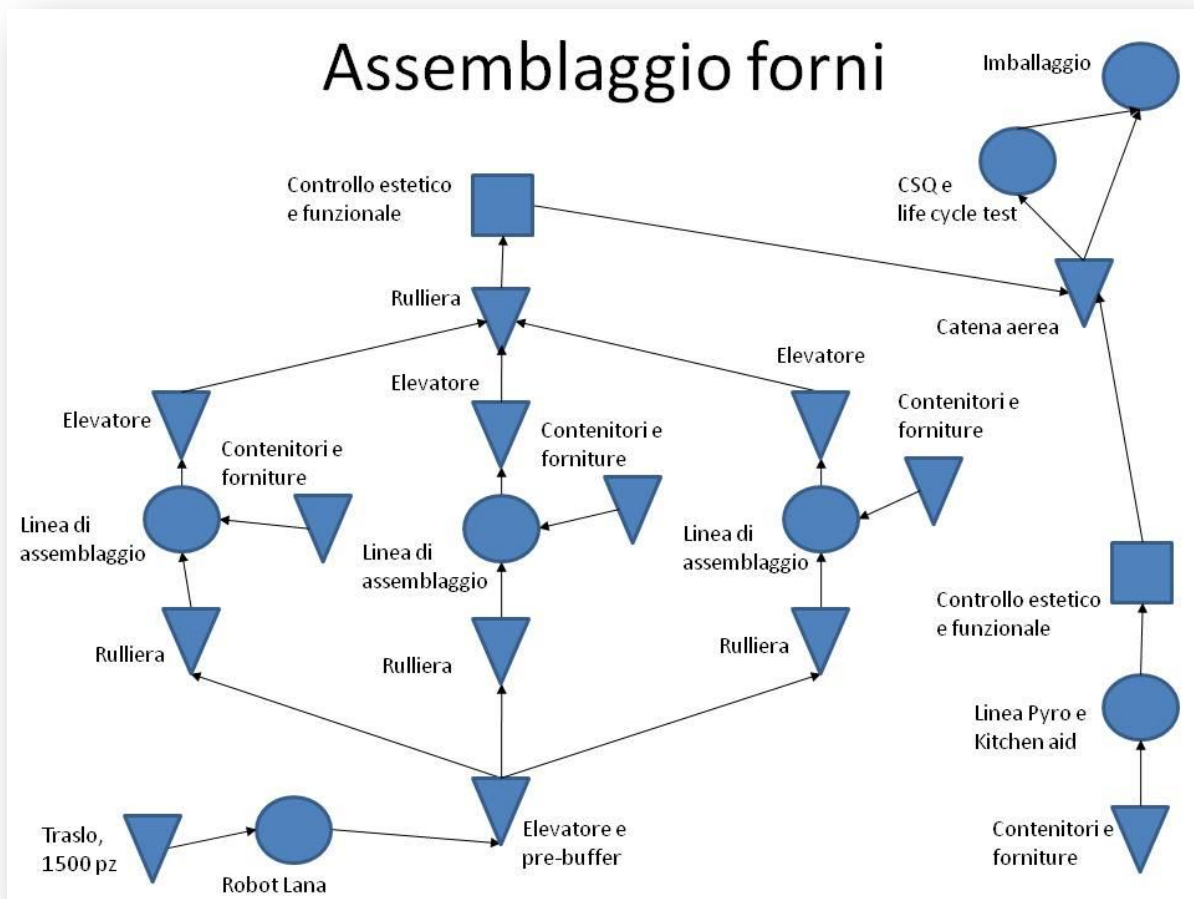 Assemblaggio forni
Imballaggio
CSQ e
life cycle test
Controllo estetico
e funzionale
Rulliera
Catena aerea
Elevatore
Elevatore
Elevatore
Contenitori e
forniture
Contenitori e
forniture
Contenitori e
forniture
Linea di
assemblaggio
Linea di
assemblaggio
Linea di
assemblaggio
Controllo estetico
e funzionale
Rulliera
Rulliera
Rulliera
Linea Pyro e
Kitchen aid
Traslo,
1500 pz
Robot Lana
Elevatore e
pre-buffer
Contenitori e
forniture